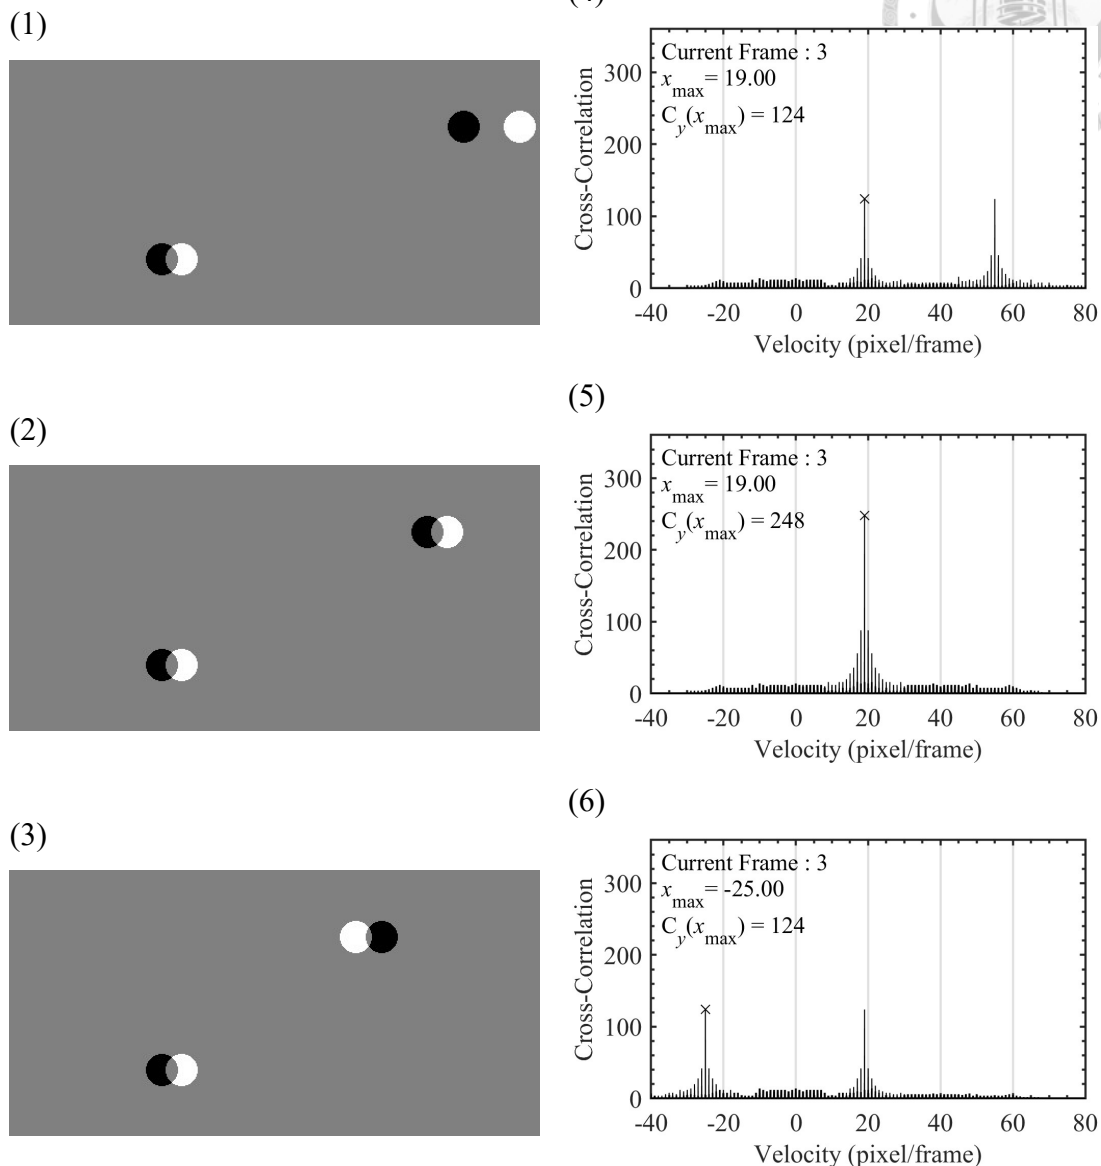 (1)
(4)
Current Frame : 3
x_max = 19.00
C_y(x_max) = 124
Cross-Correlation
300
200
100
0
-40 -20 0 20 40 60 80
Velocity (pixel/frame)
(2)
(5)
Current Frame : 3
x_max = 19.00
C_y(x_max) = 248
Cross-Correlation
300
200
100
0
-40 -20 0 20 40 60 80
Velocity (pixel/frame)
(3)
(6)
Current Frame : 3
x_max = -25.00
C_y(x_max) = 124
Cross-Correlation
300
200
100
0
-40 -20 0 20 40 60 80
Velocity (pixel/frame)